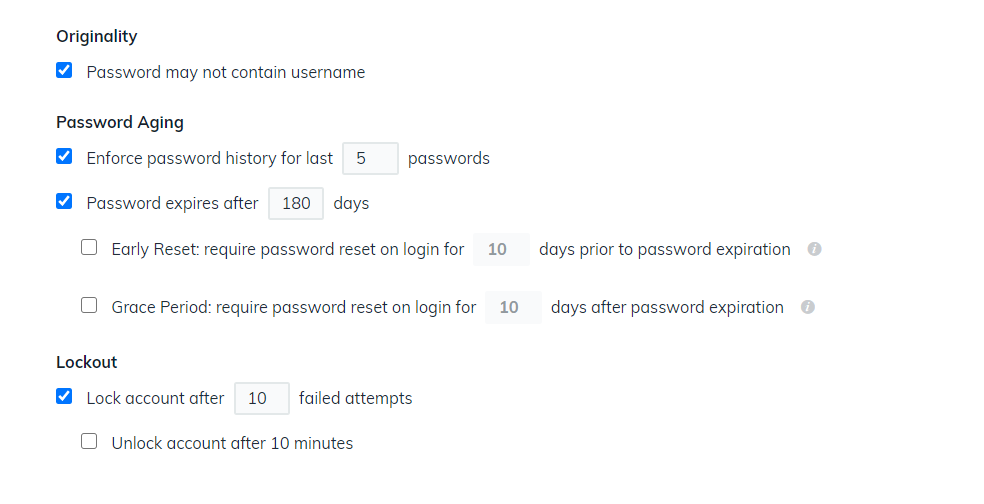 Originality
Password may not contain username
Password Aging
Enforce password history for last 5 passwords
Password expires after 180 days
Early Reset: require password reset on login for 10 days prior to password expiration i
Grace Period: require password reset on login for 10 days after password expiration i
Lockout
Lock account after 10 failed attempts
Unlock account after 10 minutes